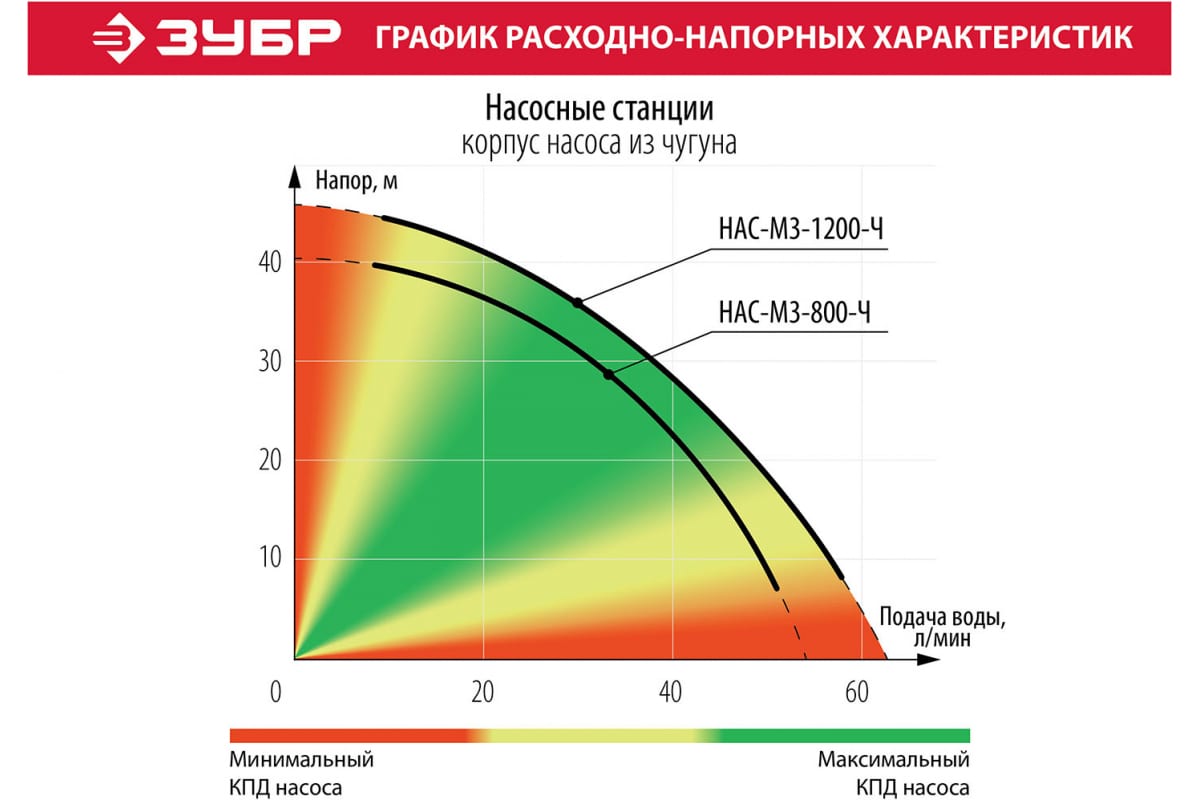 ЗУБР ГРАФИК РАСХОДНО-НАПОРНЫХ ХАРАКТЕРИСТИК
Насосные станции
корпус насоса из чугуна
Напор, м
НАС-М3-1200-Ч
40
НАС-М3-800-Ч
30
20
10
Подача воды,
л/мин
0 20 40 60
Минимальный
КПД насоса
Максимальный
КПД насоса